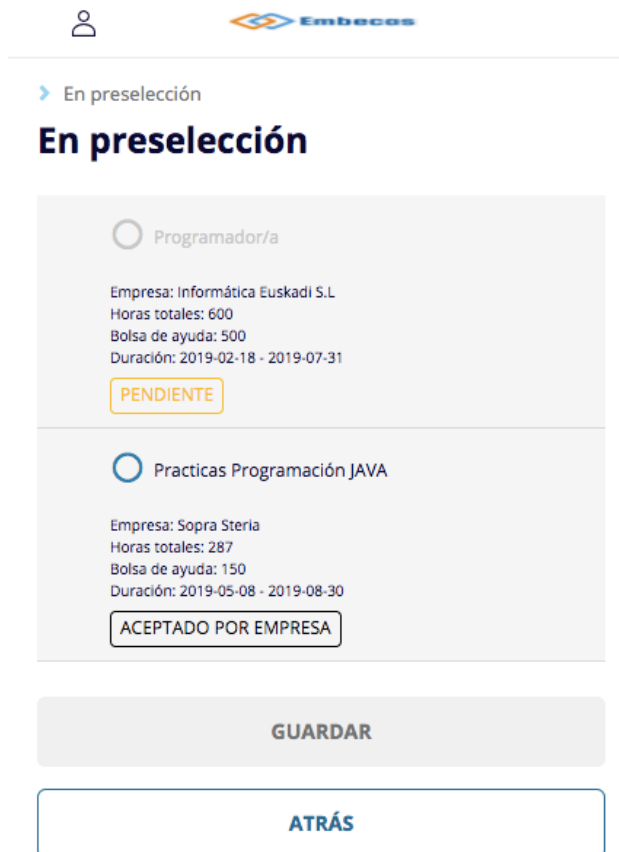 Embecas
En preselección
En preselección
Programador/a
Empresa: Informática Euskadi S.L
Horas totales: 600
Bolsa de ayuda: 500
Duración: 2019-02-18 - 2019-07-31
PENDIENTE
Practicas Programación JAVA
Empresa: Sopra Steria
Horas totales: 287
Bolsa de ayuda: 150
Duración: 2019-05-08 - 2019-08-30
ACEPTADO POR EMPRESA
GUARDAR
ATRÁS